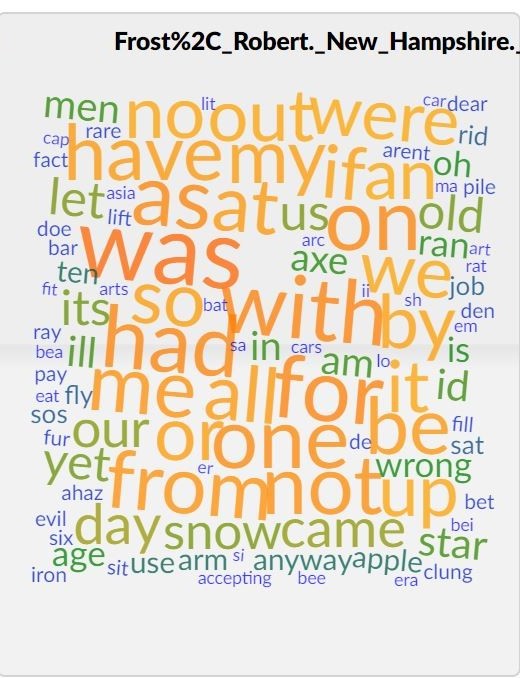 Frost%2C_Robert._New_Hampshire._
men no lit out were car dear
cap rare rid
fact have my if an arent oh
ma pile
let asia as at us on old
doe lift arc ran art
bar was axe we rat
ten ii job
fit arts so bat with sh by den
its em
ray had sa in cars am lo is
bea ill
pay me all for it id
eat fly
sos be fill
fur our or one de sat
yet er wrong
ahaz from not up bet
evil day snow came bei
six star
age sit use arm si anyway apple
iron accepting bee era clung